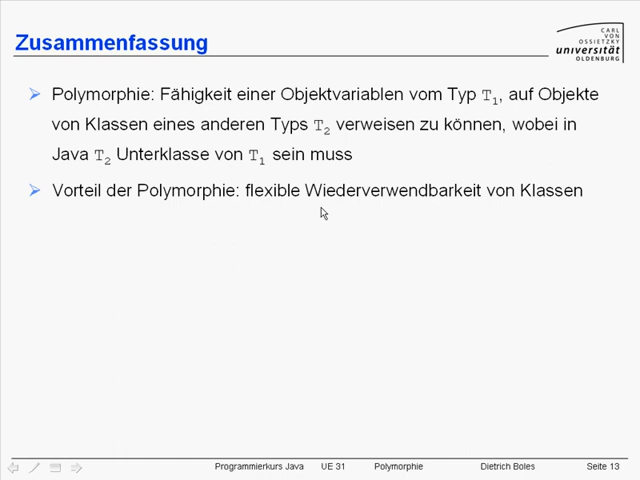 CARL
VON
OSSIETZKY
universität
OLDENBURG
Zusammenfassung
Polymorphie: Fähigkeit einer Objektvariablen vom Typ T1, auf Objekte
von Klassen eines anderen Typs T2 verweisen zu können, wobei in
Java T2 Unterklasse von T1 sein muss
Vorteil der Polymorphie: flexible Wiederverwendbarkeit von Klassen
Programmierkurs Java UE 31 Polymorphie Dietrich Boles Seite 13